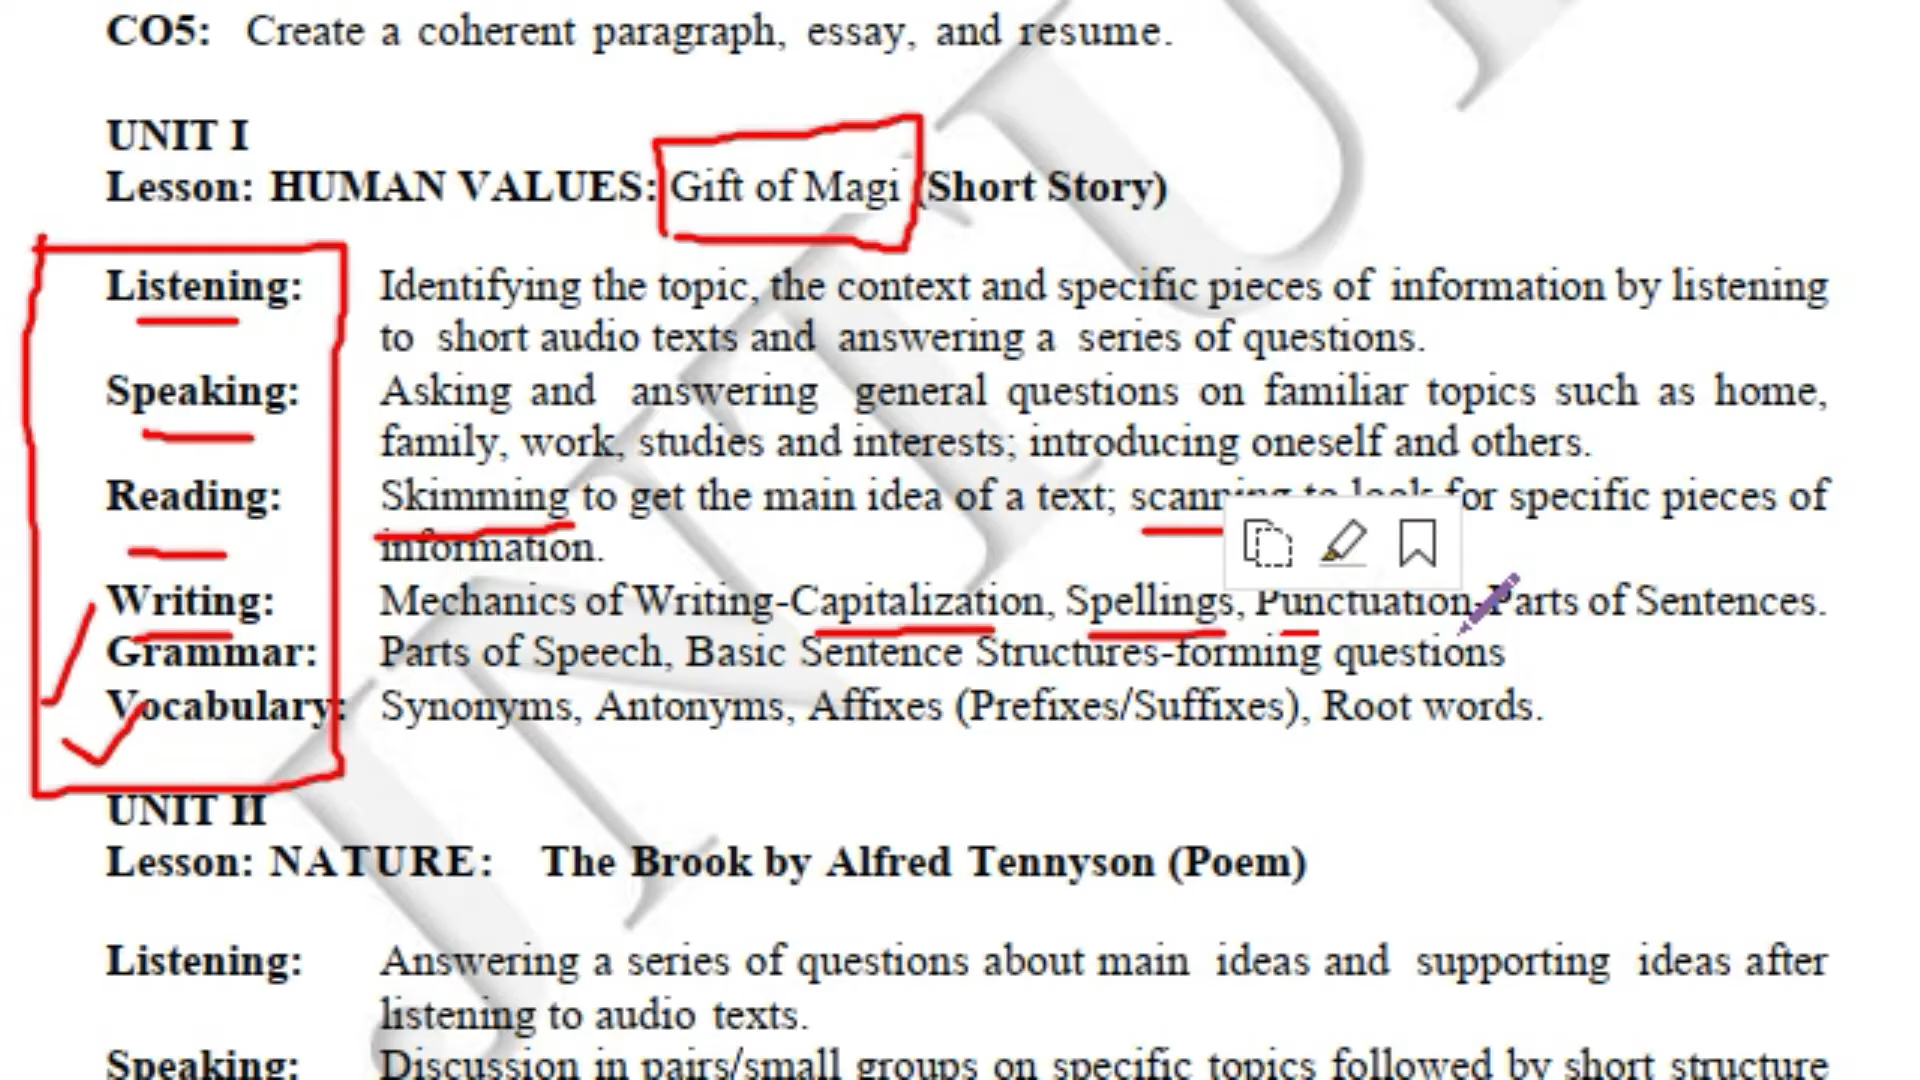 CO5: Create a coherent paragraph, essay, and resume.
UNIT I
Lesson: HUMAN VALUES: Gift of Magi (Short Story)
Listening: Identifying the topic, the context and specific pieces of information by listening
to short audio texts and answering a series of questions.
Speaking: Asking and answering general questions on familiar topics such as home,
family, work, studies and interests; introducing oneself and others.
Reading: Skimming to get the main idea of a text; scanning to look for specific pieces of
information.
Writing: Mechanics of Writing-Capitalization, Spellings, Punctuation-Parts of Sentences.
Grammar: Parts of Speech, Basic Sentence Structures-forming questions
Vocabulary: Synonyms, Antonyms, Affixes (Prefixes/Suffixes), Root words.
UNIT II
Lesson: NATURE: The Brook by Alfred Tennyson (Poem)
Listening: Answering a series of questions about main ideas and supporting ideas after
listening to audio texts.
Speaking: Discussion in pairs/small groups on specific topics followed by short structure